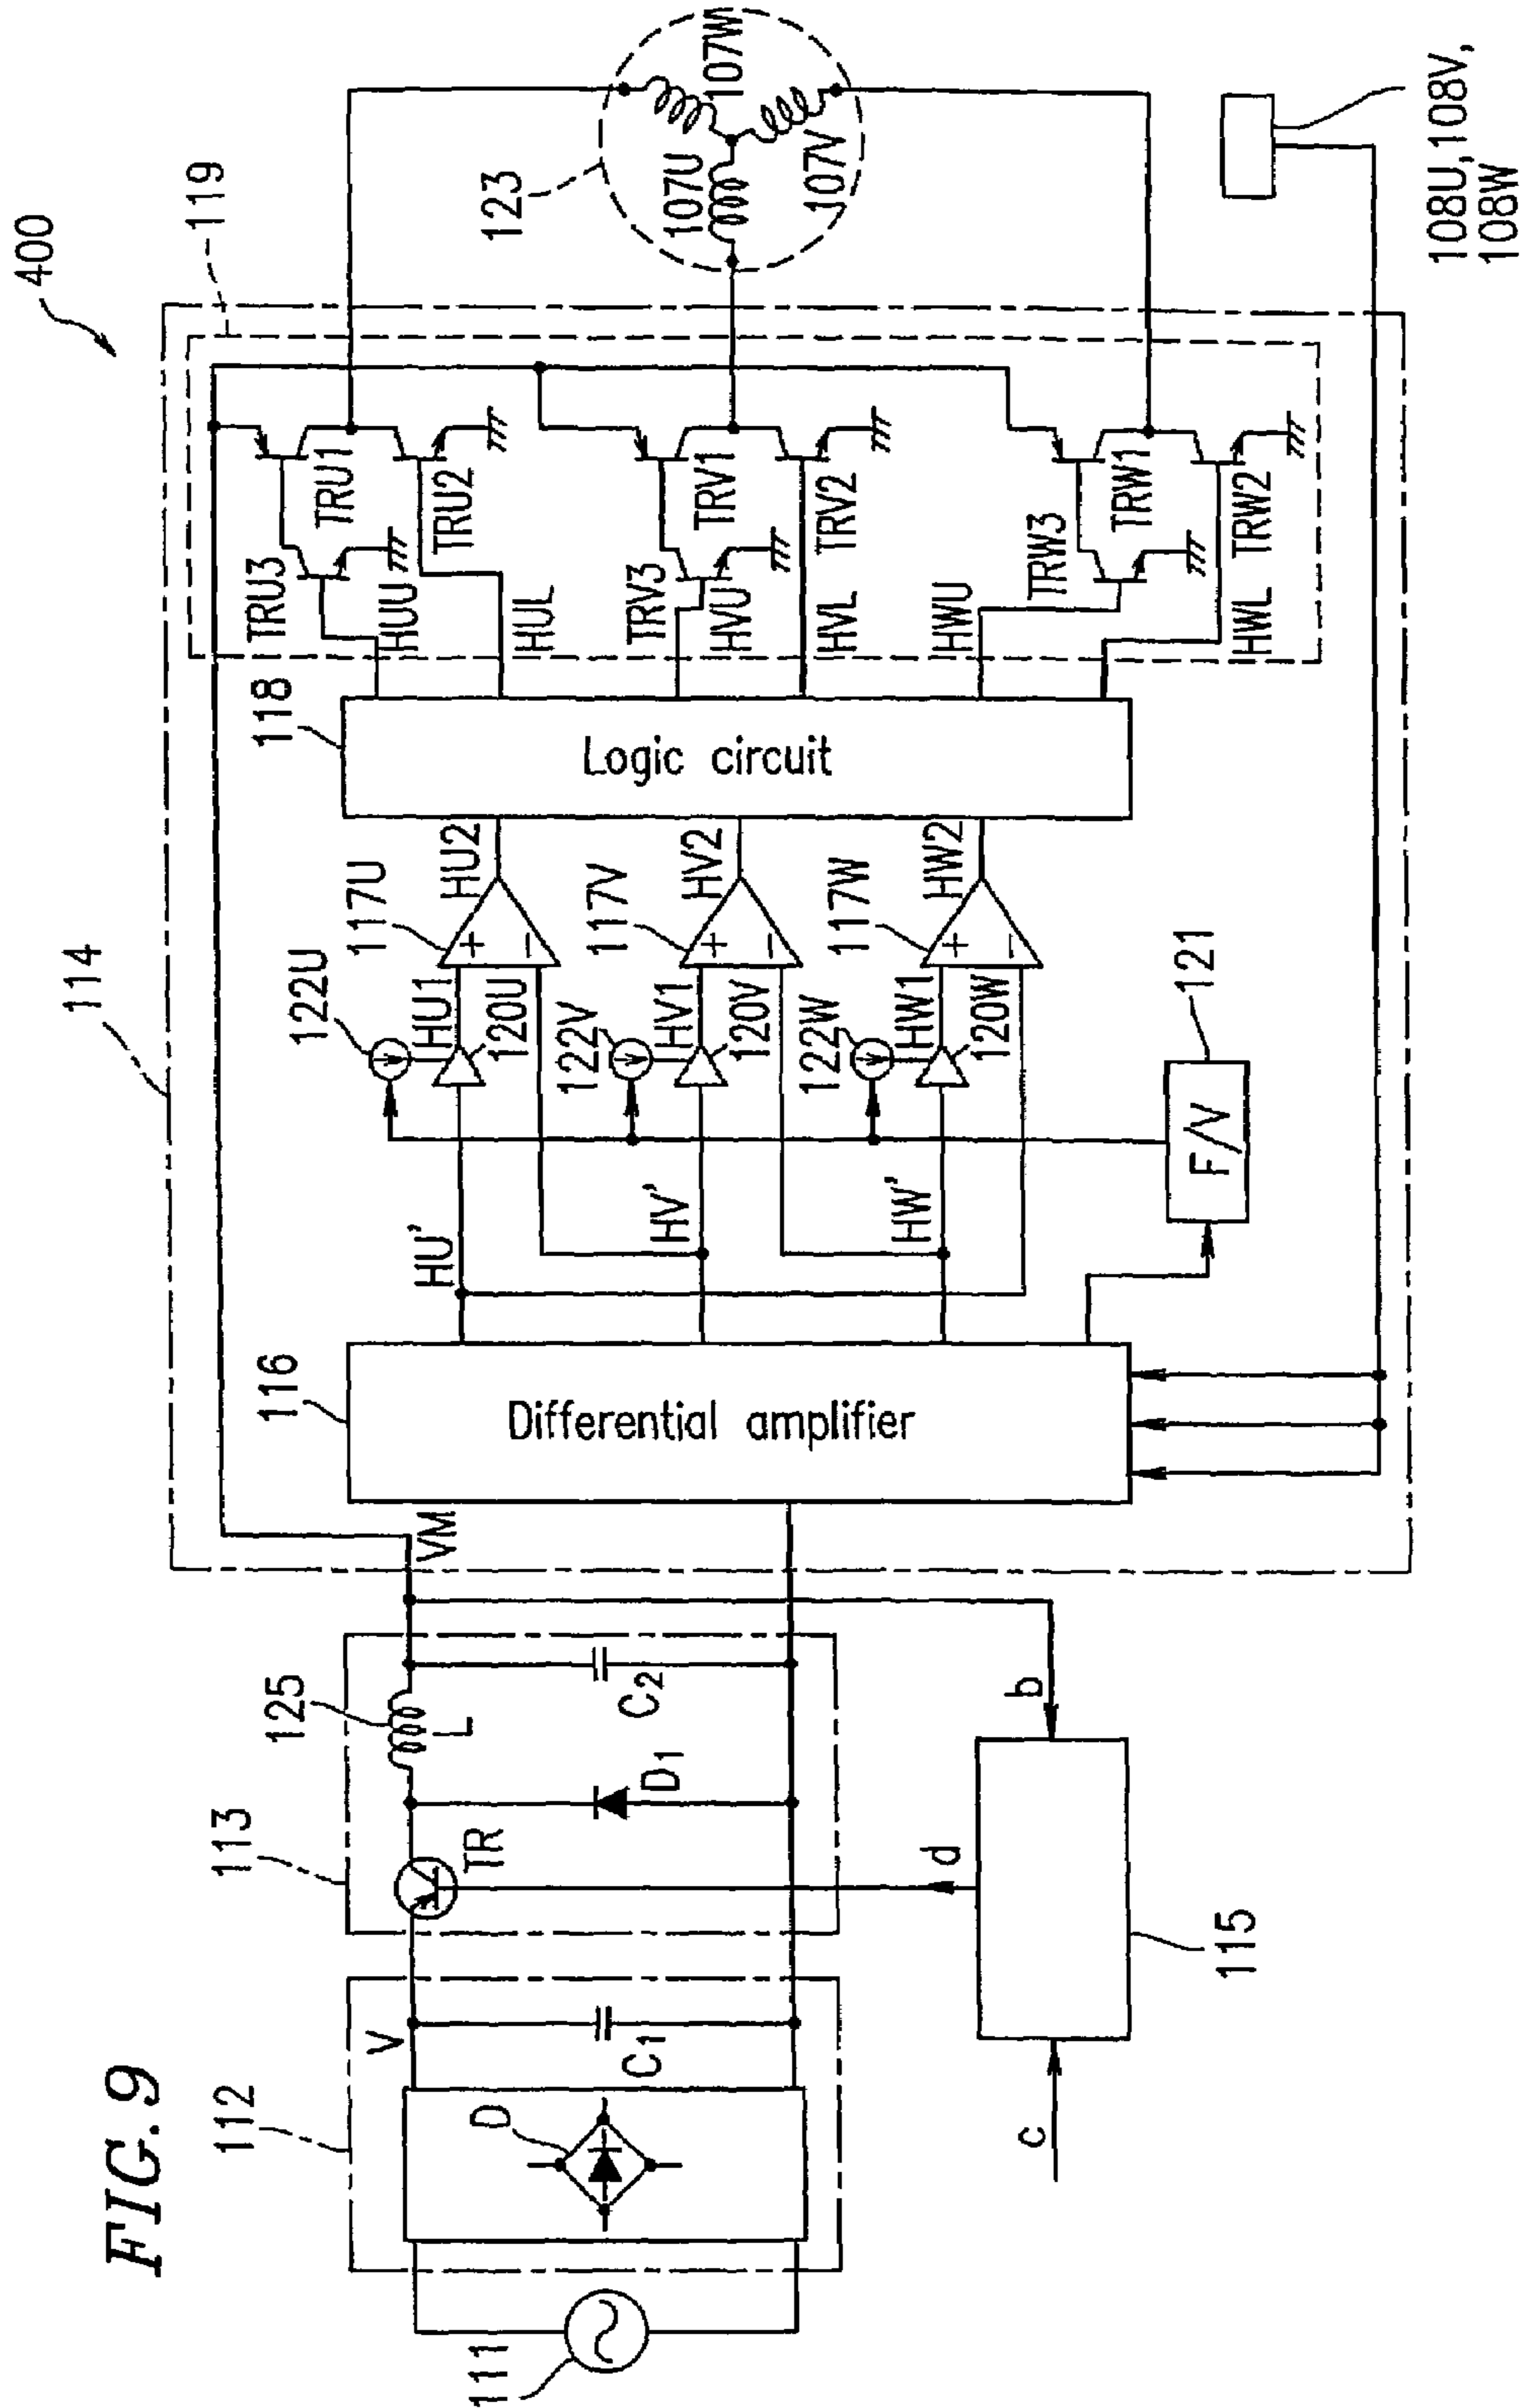 FIG.9
400
114
119
123
107U
107W
107V
108U,108V,
108W
111
112
D
V
C1
113
TR
D1
125
L
C2
VM
b
c
d
115
116
Differential amplifier
HU'
HV'
HW'
F/V
121
122U
HU1
120U
122V
HV1
120V
122W
HW1
120W
117U
+
−
HU2
117V
+
−
HV2
117W
+
−
HW2
118
Logic circuit
HUU
HUL
HVU
HVL
HWU
HWL
TRU3
TRU1
TRU2
TRV3
TRV1
TRV2
TRW3
TRW1
TRW2